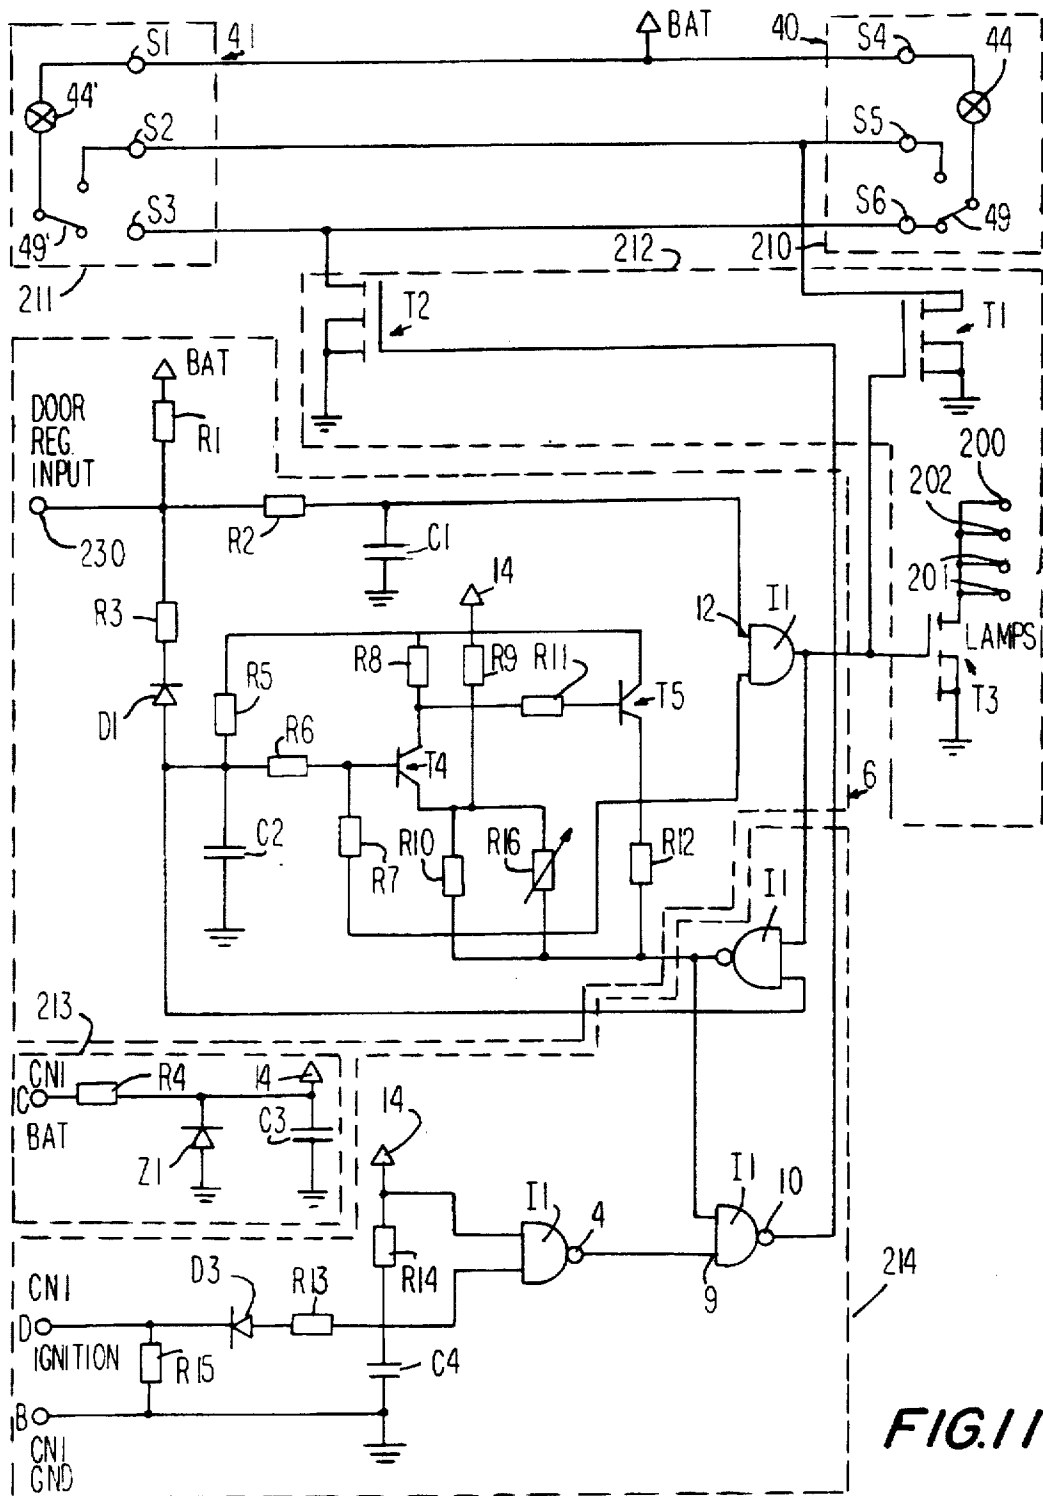 S1
41
BAT
40
S4
44
44'
S2
S5
S3
S6
49'
49
211
212
210
T2
T1
BAT
DOOR
REG.
INPUT
R1
200
202
230
R2
C1
201
14
R3
12
I1
LAMPS
R8
R9
R11
T3
R5
D1
R6
T4
T5
6
C2
R7
R10
R16
R12
I1
213
CN1
C
R4
14
BAT
C3
Z1
14
I1
4
I1
10
R14
9
214
CN1
D3
R13
D
IGNITION
R15
C4
B
CN1
GND
FIG.11